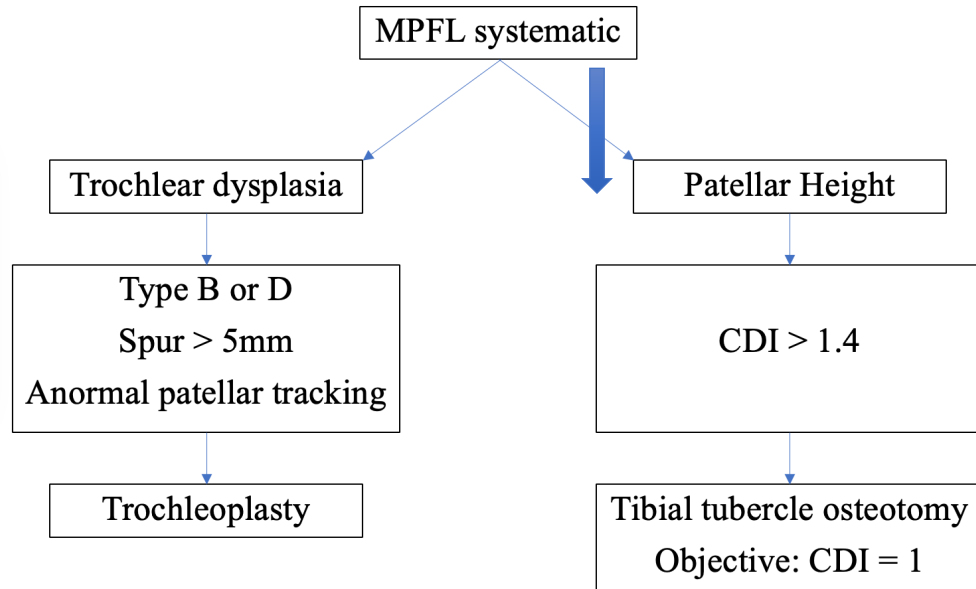 MPFL systematic
Trochlear dysplasia
Patellar Height
Type B or D
Spur > 5mm
Anormal patellar tracking
CDI > 1.4
Trochleoplasty
Tibial tubercle osteotomy
Objective: CDI = 1